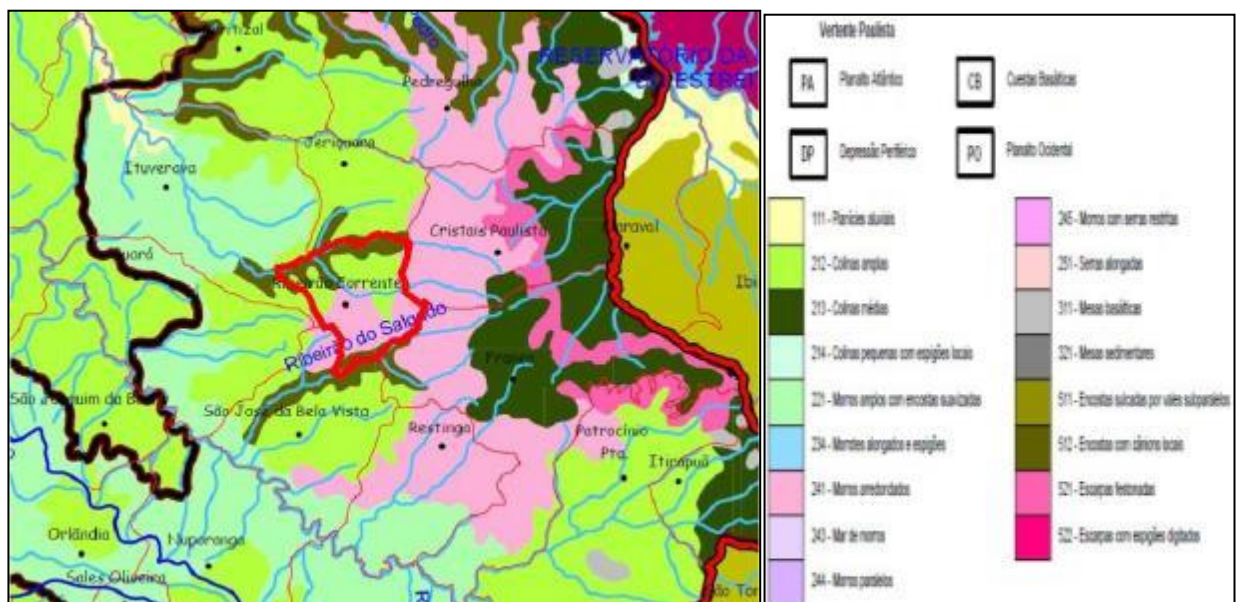 RESERVATÓRIO DA
Pedregulho
Jeriquara
Ituverava
Cristais Paulista
Guará
Ribeirão Corrente
Ribeirão do Salgado
Franca
São Joaquim da
São José da Bela Vista
Restinga
Patrocínio
Pta.
Itirapuã
Orlândia
Nuporanga
Sales Oliveira
Vertente Paulista
PA Planalto Atlântico
CB Cuestas Basálticas
DP Depressão Periférica
PO Planalto Ocidental
111 - Planícies aluviais
212 - Colinas amplas
213 - Colinas médias
214 - Colinas pequenas com espigões locais
221 - Morros amplos com encostas suavizadas
234 - Morrotes alongados e espigões
241 - Morros arredondados
243 - Mar de morros
244 - Morros paralelos
245 - Morros com serras restritas
251 - Serras alongadas
311 - Mesas basálticas
321 - Mesas sedimentares
511 - Encostas sulcadas por vales subparalelos
512 - Encostas com cânions locais
521 - Escarpas festonadas
522 - Escarpas com espigões digitados